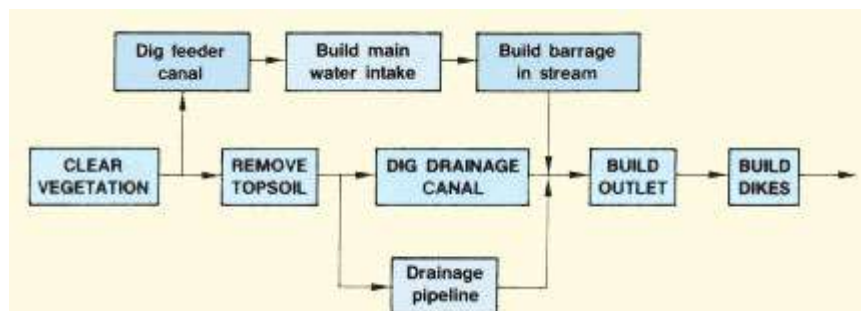 Dig feeder
canal
Build main
water intake
Build barrage
in stream
CLEAR
VEGETATION
REMOVE
TOPSOIL
DIG DRAINAGE
CANAL
BUILD
OUTLET
BUILD
DIKES
Drainage
pipeline